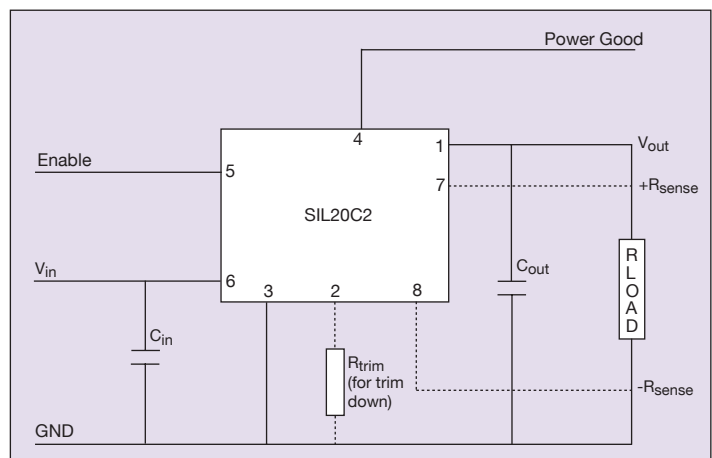 Power Good
4
1
Vout
Enable
5
7
+Rsense
SIL20C2
Vin
6
3
2
8
Cout
RLOAD
Cin
Rtrim
(for trim
down)
-Rsense
GND